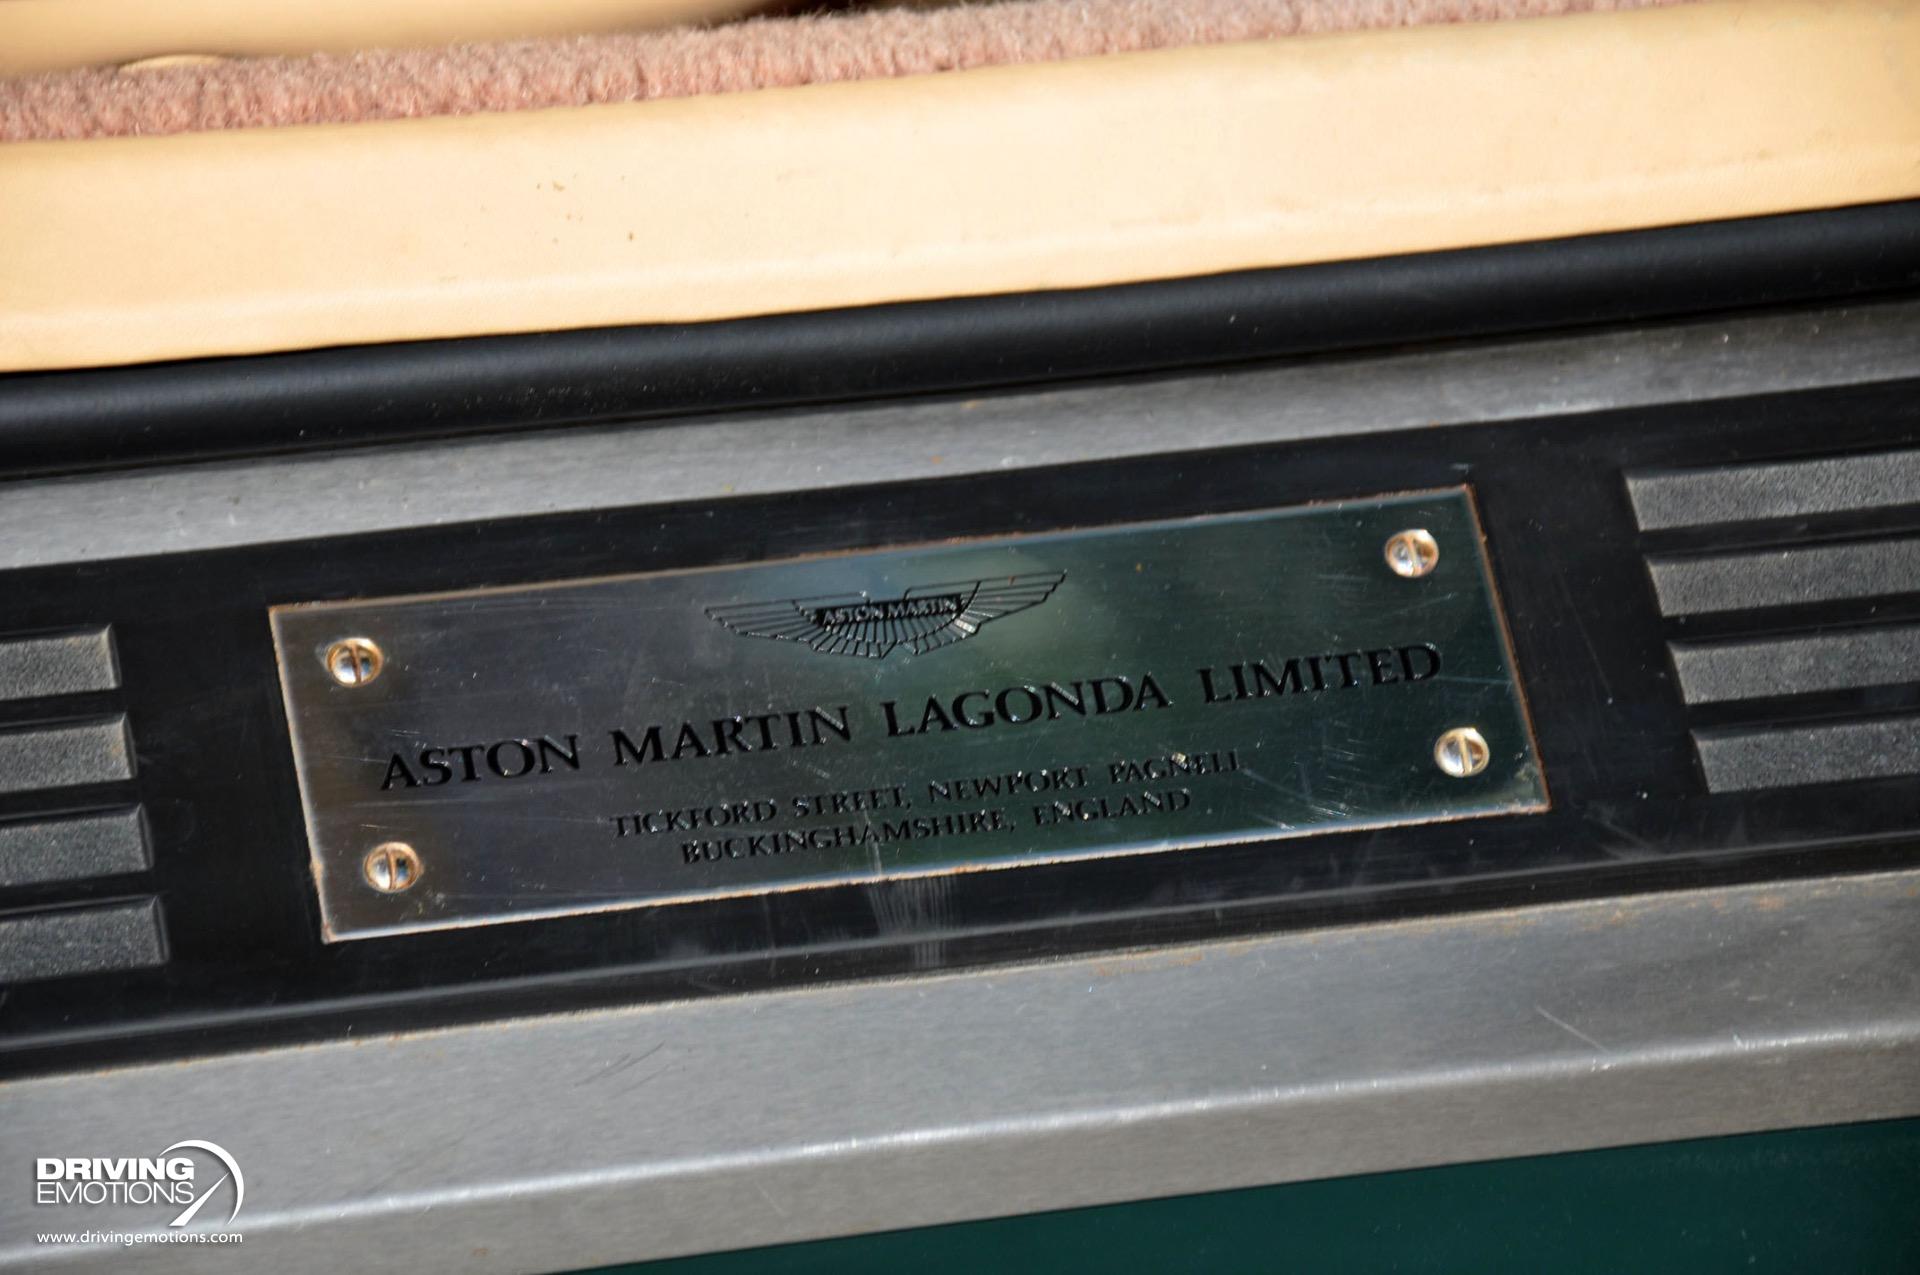 ASTON MARTIN
ASTON MARTIN LAGONDA LIMITED
TICKFORD STREET, NEWPORT PAGNELL
BUCKINGHAMSHIRE, ENGLAND
DRIVING
EMOTIONS
www.drivingemotions.com